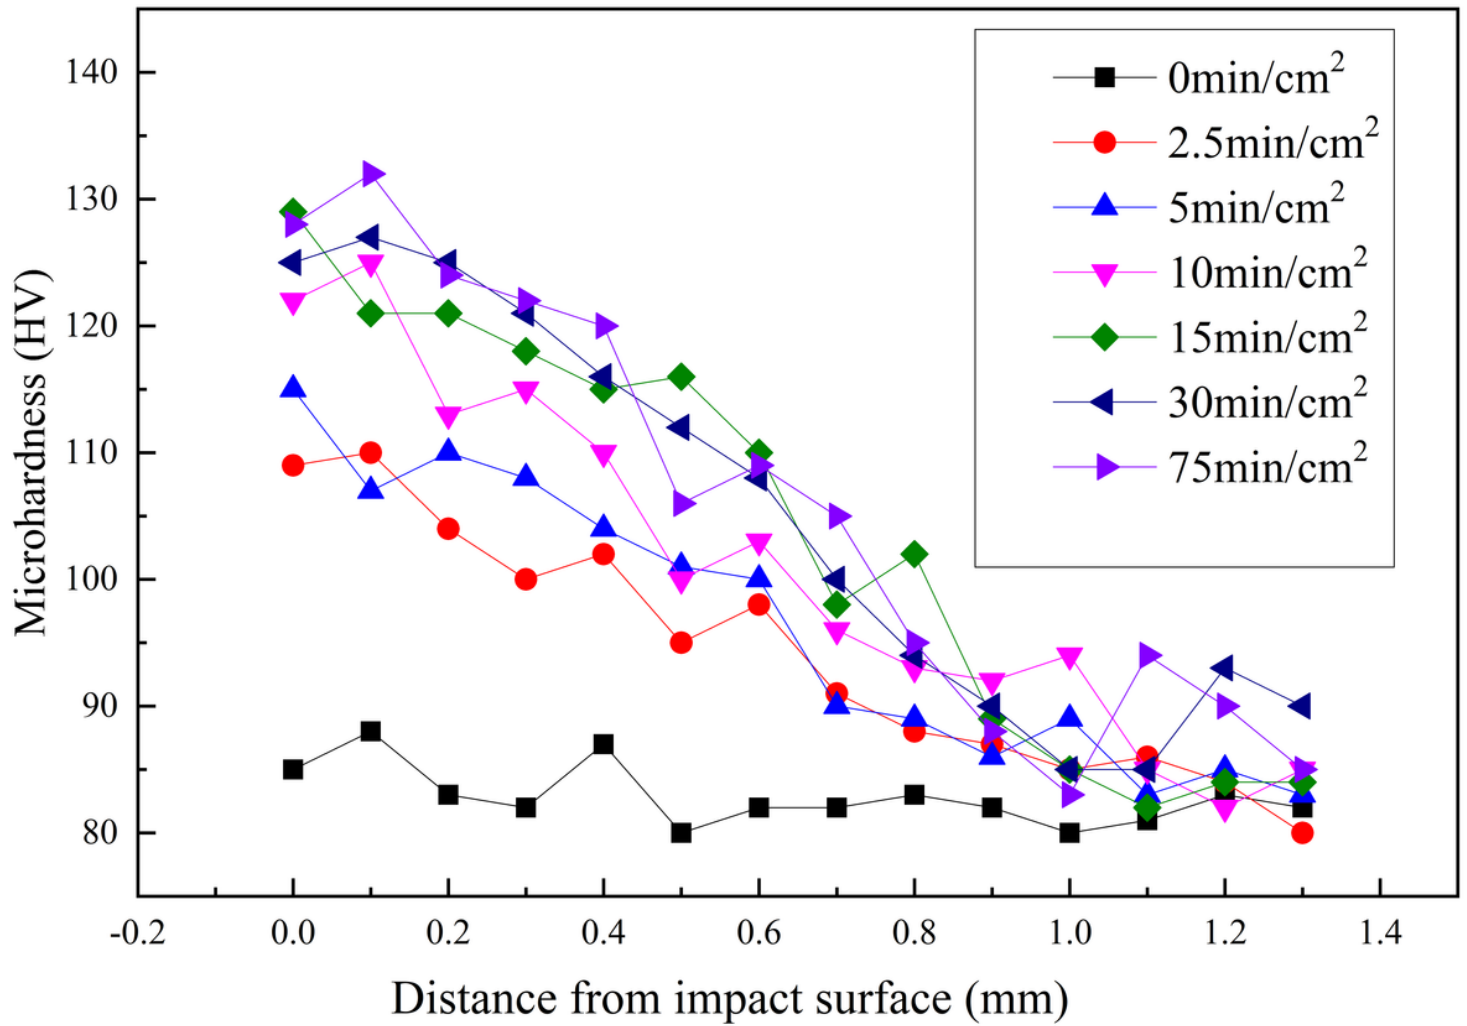 140
130
120
110
100
90
80
Microhardness (HV)
0min/cm²
2.5min/cm²
5min/cm²
10min/cm²
15min/cm²
30min/cm²
75min/cm²
-0.2 0.0 0.2 0.4 0.6 0.8 1.0 1.2 1.4
Distance from impact surface (mm)